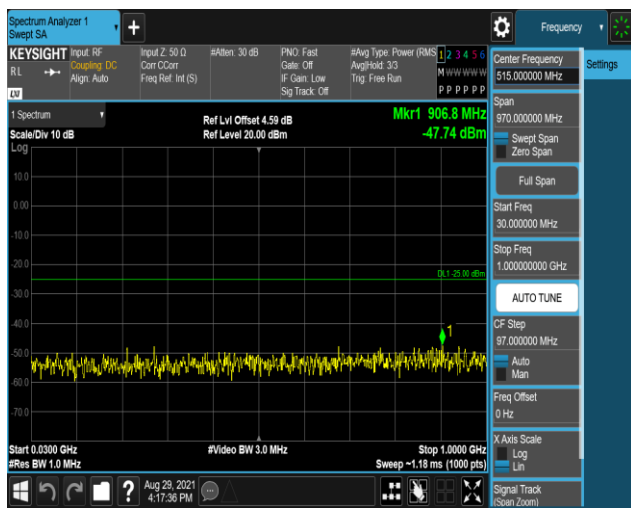 Spectrum Analyzer 1
Swept SA
Frequency
KEYSIGHT
RL
LXI
Input: RF
Coupling: DC
Align: Auto
Input Z: 50 Ω
Corr CCorr
Freq Ref: Int (S)
#Atten: 30 dB
PNO: Fast
Gate: Off
IF Gain: Low
Sig Track: Off
#Avg Type: Power (RMS
Avg|Hold: 3/3
Trig: Free Run
1 2 3 4 5 6
M W W W W W
P P P P P P
Center Frequency
515.000000 MHz
Settings
Span
970.000000 MHz
Swept Span
Zero Span
Full Span
Start Freq
30.000000 MHz
Stop Freq
1.000000000 GHz
AUTO TUNE
CF Step
97.000000 MHz
Auto
Man
Freq Offset
0 Hz
X Axis Scale
Log
Lin
Signal Track
(Span Zoom)
1 Spectrum
Scale/Div 10 dB
Log
Ref Lvl Offset 4.59 dB
Ref Level 20.00 dBm
Mkr1 906.8 MHz
-47.74 dBm
10.0
0.00
-10.0
-20.0
DL1 -25.00 dBm
-30.0
-40.0
1
-50.0
-60.0
-70.0
Start 0.0300 GHz
#Res BW 1.0 MHz
#Video BW 3.0 MHz
Stop 1.0000 GHz
Sweep ~1.18 ms (1000 pts)
?
Aug 29, 2021
4:17:36 PM